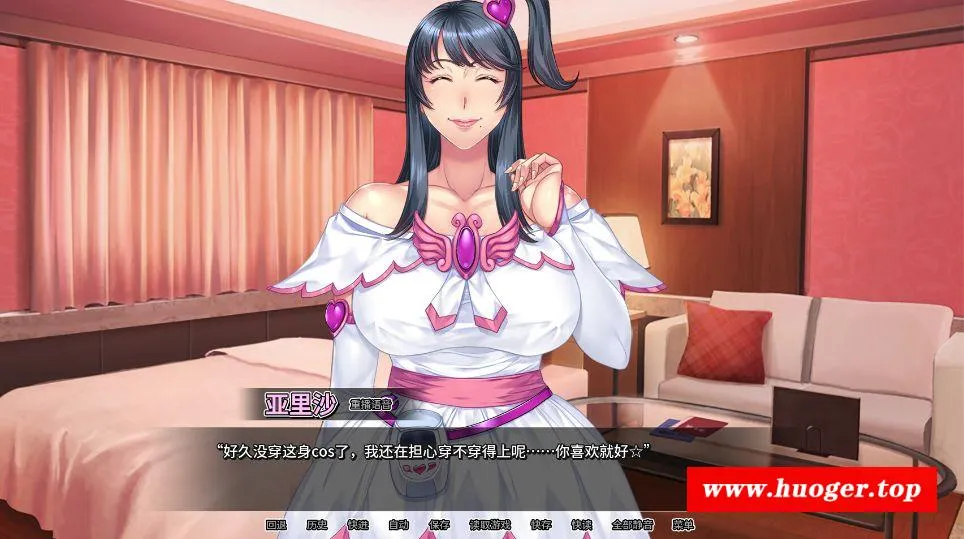 亚里沙 重播语音
“好久没穿这身cos了，我还在担心穿不穿得上呢……你喜欢就好☆”
www.huoger.top
回退 历史 快进 自动 保存 读取游戏 快存 快读 全部静音 菜单